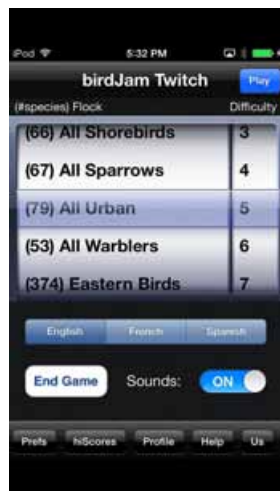 iPod 5:32 PM
birdJam Twitch Play
(#species) Flock Difficulty
(66) All Shorebirds 3
(67) All Sparrows 4
(79) All Urban 5
(53) All Warblers 6
(374) Eastern Birds 7
English French Spanish
End Game Sounds: ON
Prefs hiScores Profile Help Us